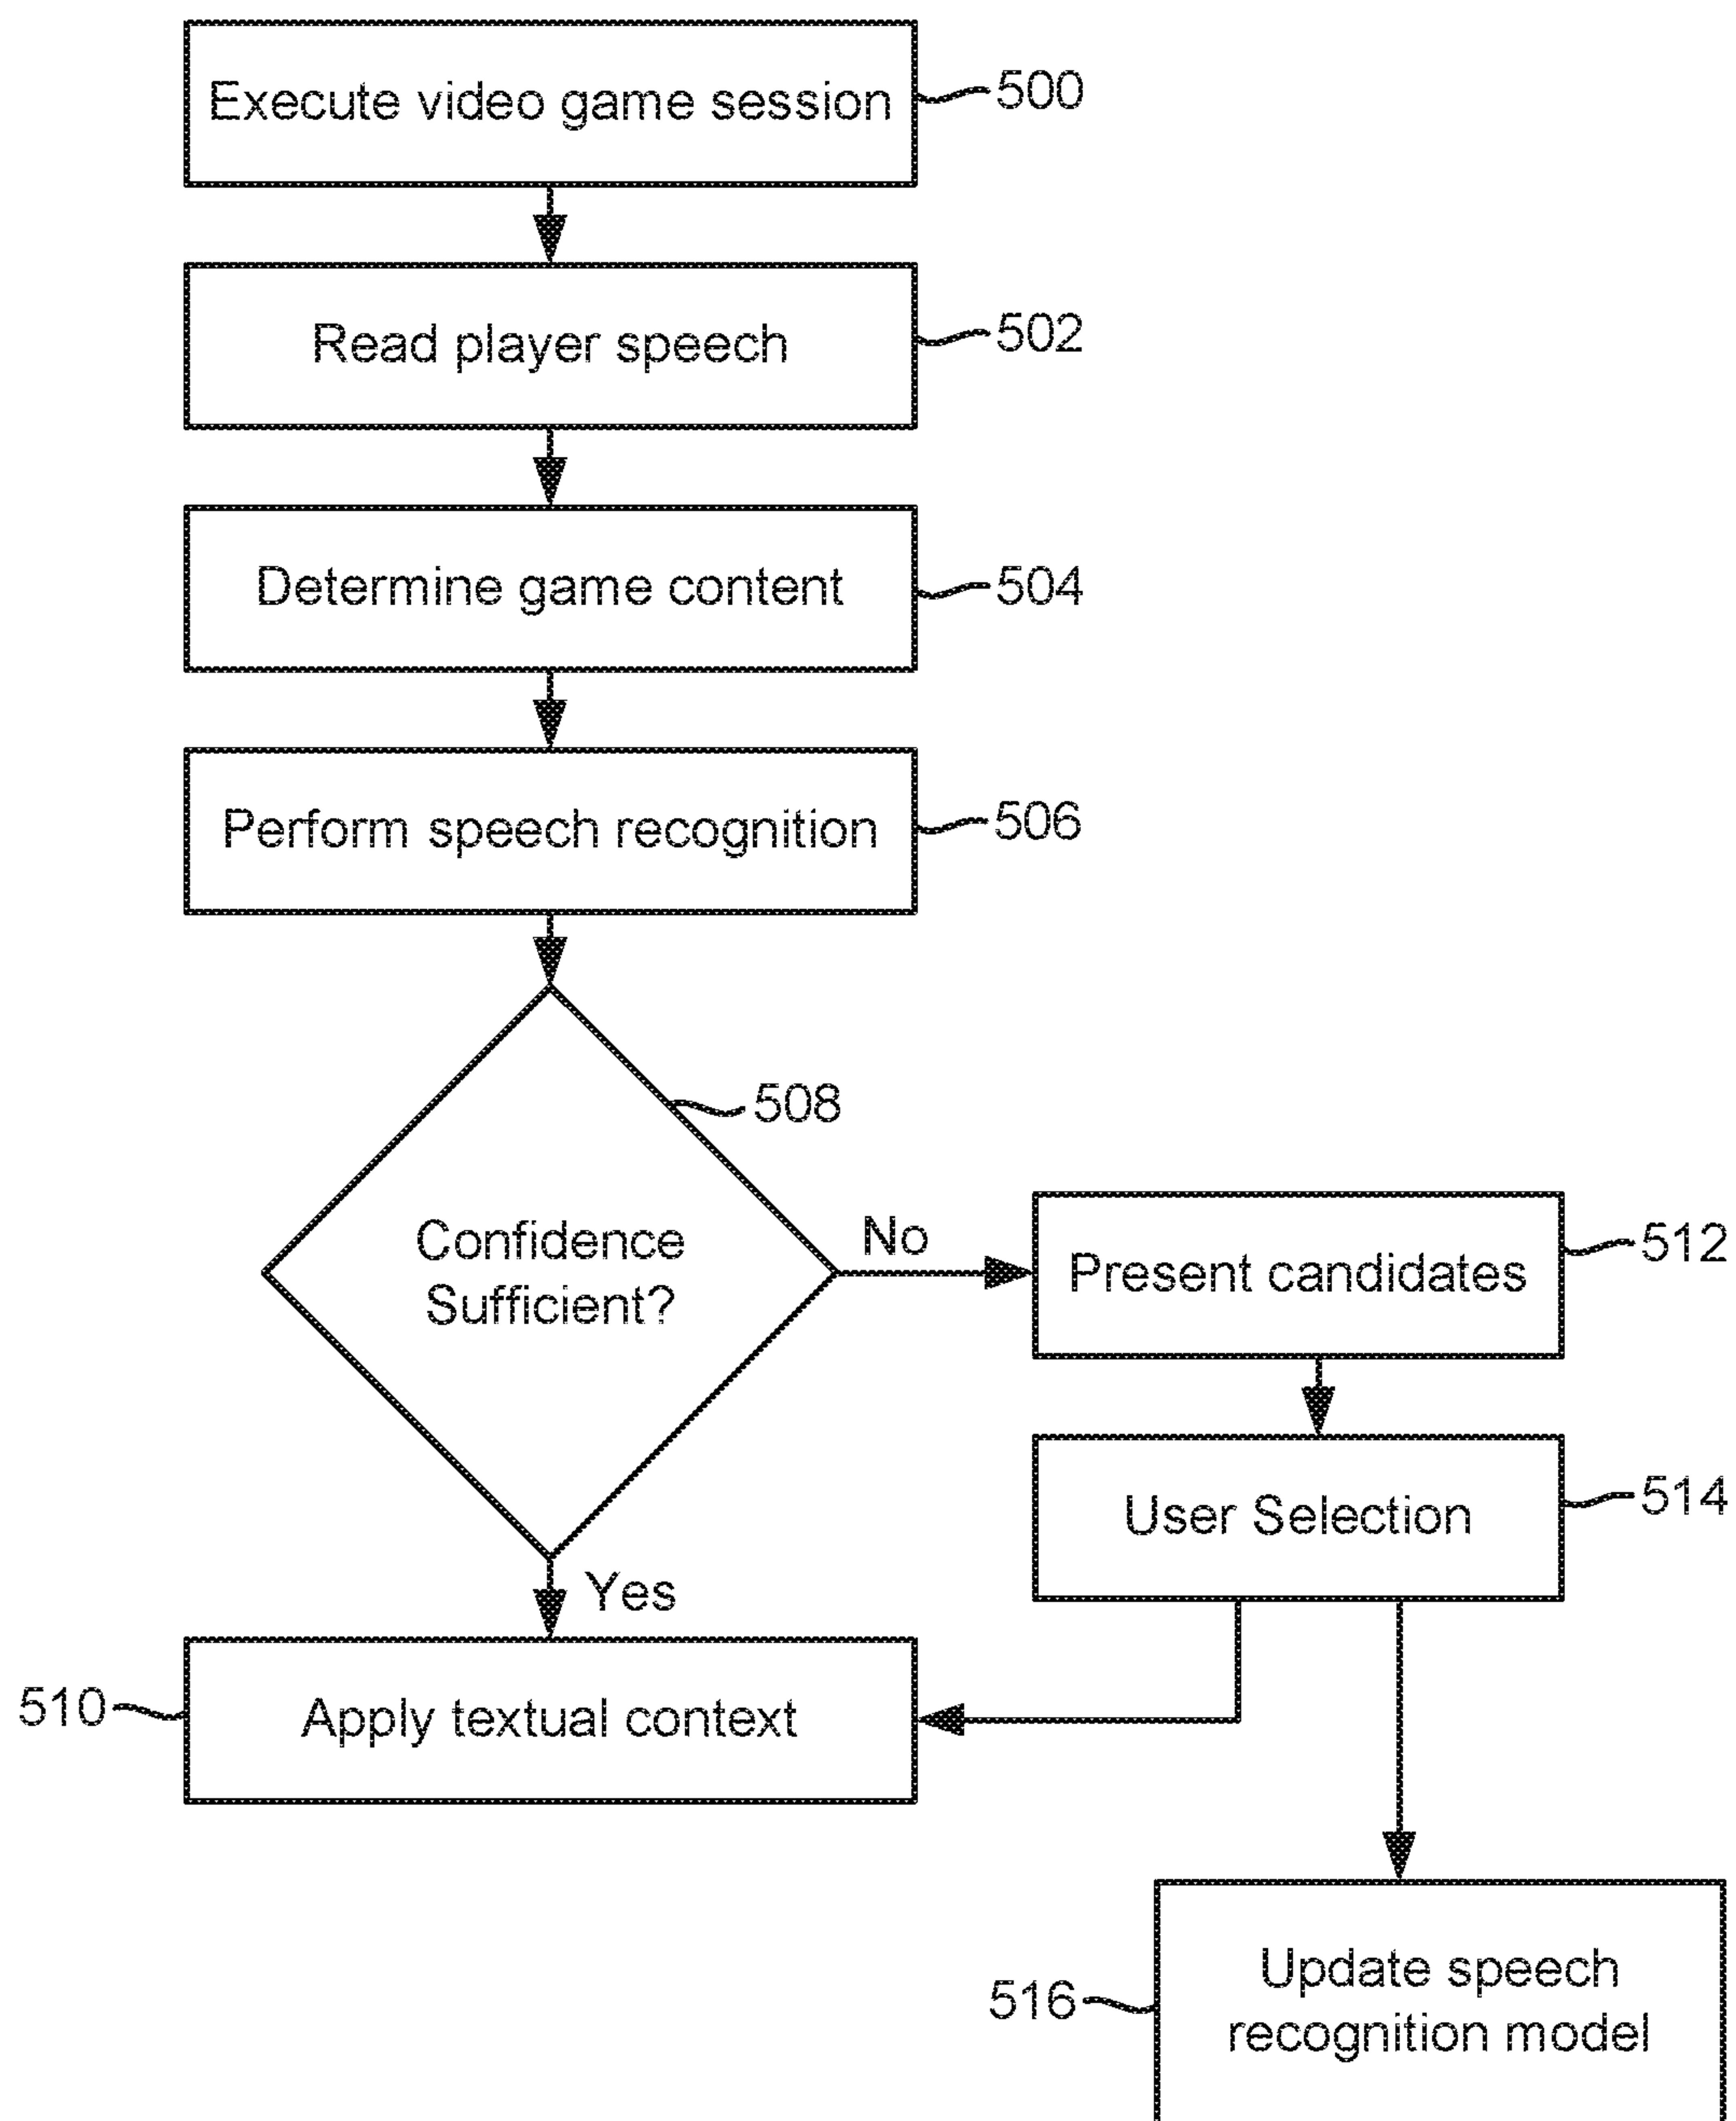 Execute video game session
500
Read player speech
502
Determine game content
504
Perform speech recognition
506
508
Confidence
Sufficient?
No
Present candidates
512
User Selection
514
Yes
510
Apply textual context
516
Update speech
recognition model